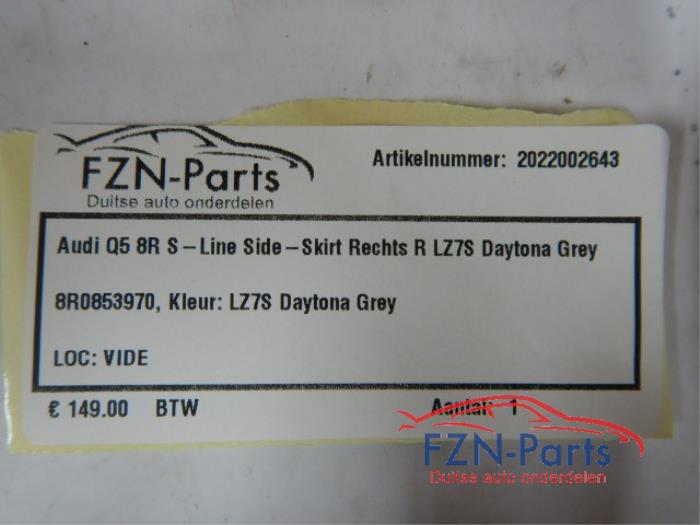 FZN-Parts
Duitse auto onderdelen
Artikelnummer: 2022002643
Audi Q5 8R S-Line Side-Skirt Rechts R LZ7S Daytona Grey
8R0853970, Kleur: LZ7S Daytona Grey
LOC: VIDE
€ 149.00 BTW Aantal: 1
FZN-Parts
Duitse auto onderdelen